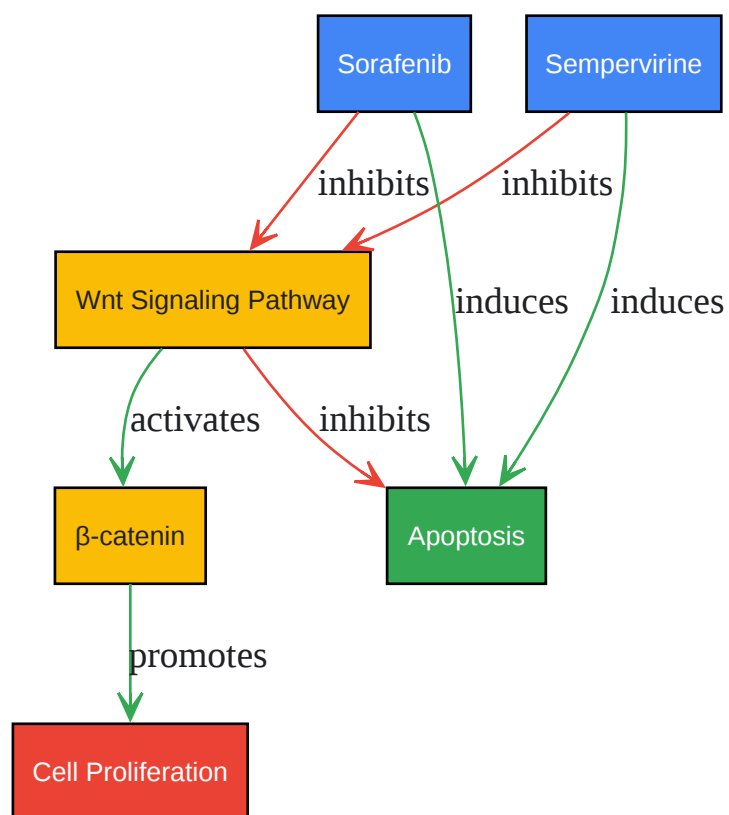 Sorafenib
Sempervirine
inhibits
inhibits
Wnt Signaling Pathway
induces
induces
activates
inhibits
β-catenin
Apoptosis
promotes
Cell Proliferation